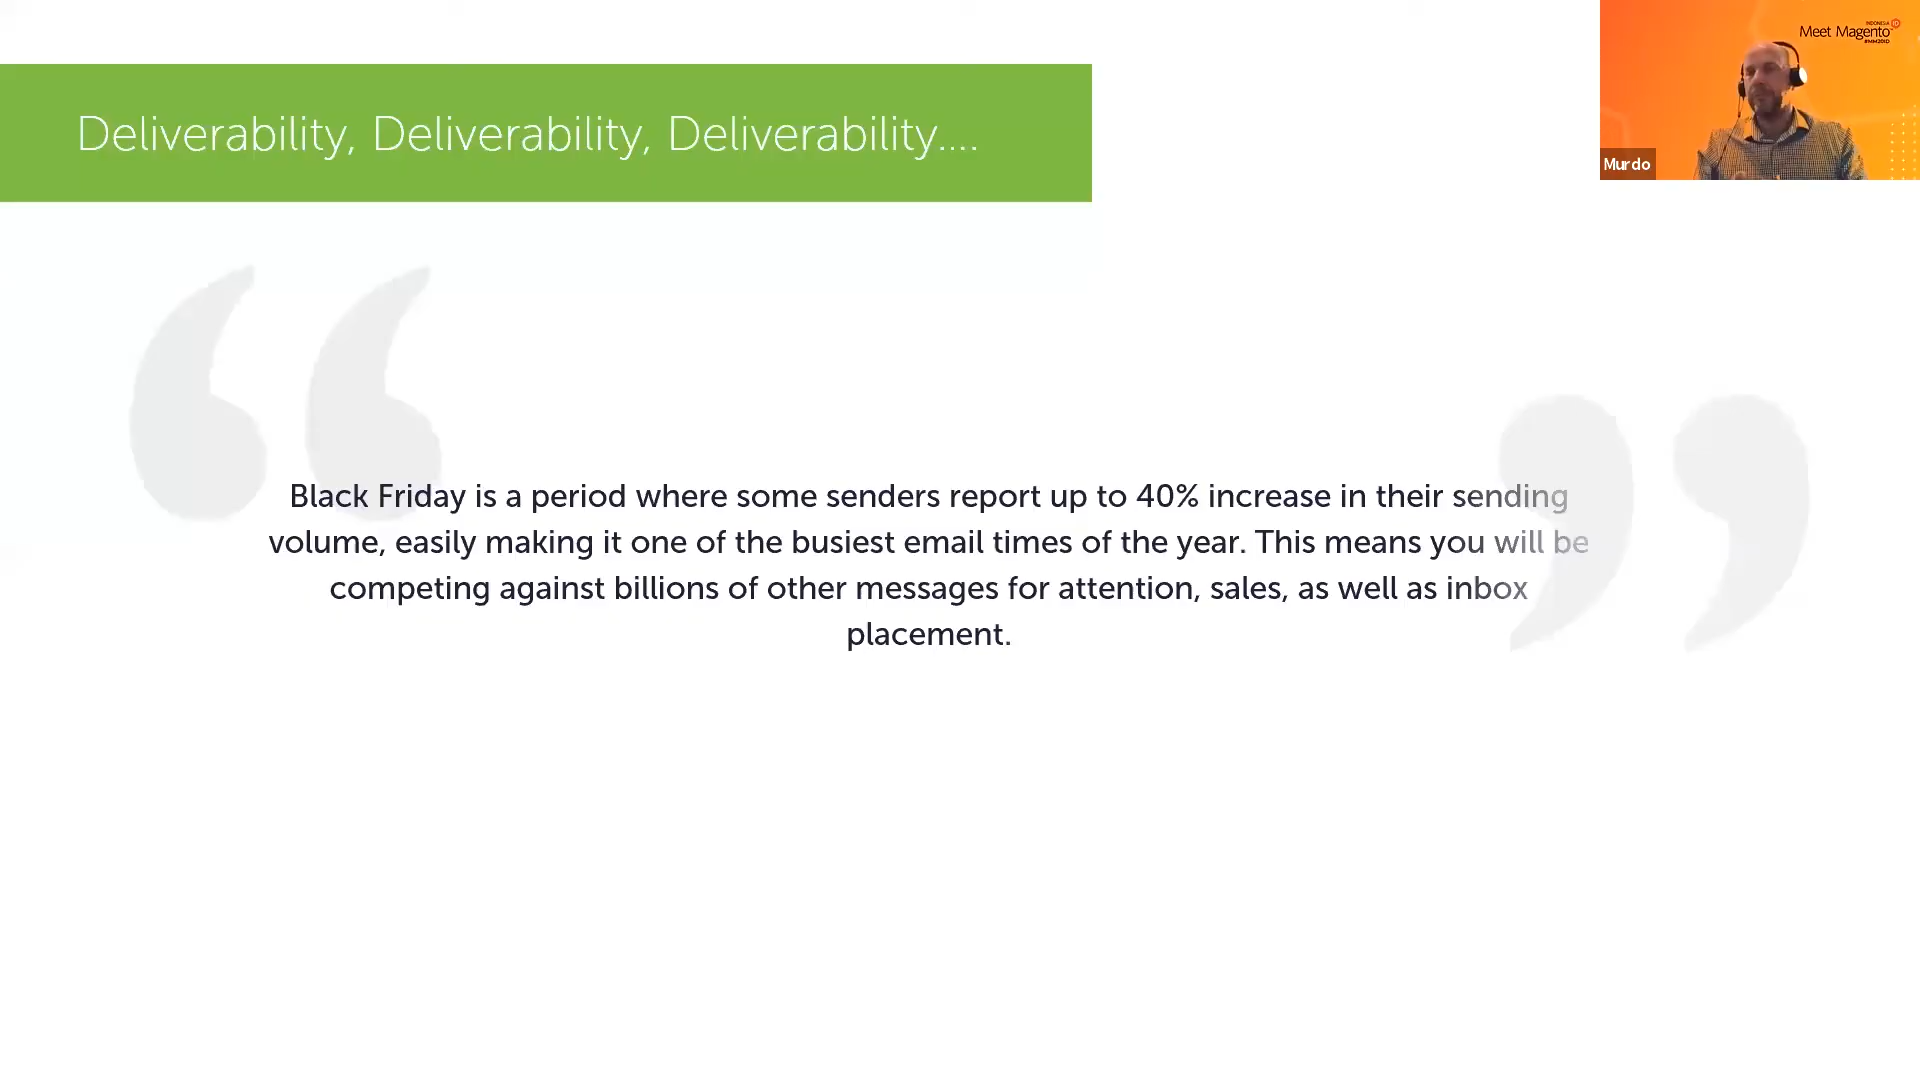 INDONESIA
Meet Magento
#MM20ID
Deliverability, Deliverability, Deliverability....
Murdo
Black Friday is a period where some senders report up to 40% increase in their sending
volume, easily making it one of the busiest email times of the year. This means you will be
competing against billions of other messages for attention, sales, as well as inbox
placement.